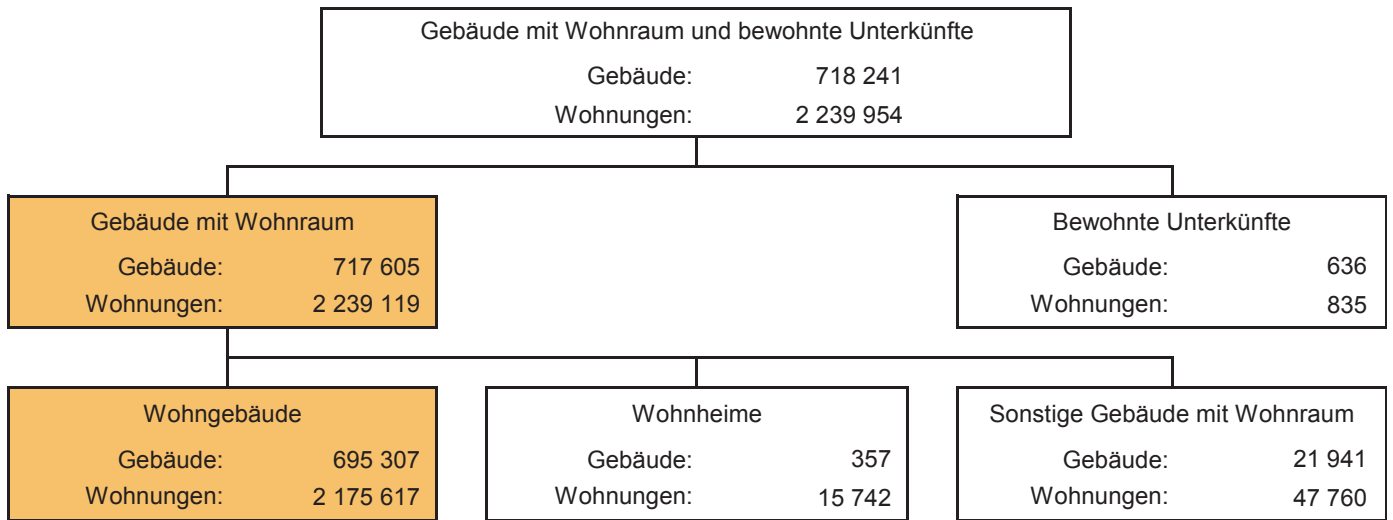 Gebäude mit Wohnraum und bewohnte Unterkünfte
Gebäude: 718 241
Wohnungen: 2 239 954
Gebäude mit Wohnraum
Gebäude: 717 605
Wohnungen: 2 239 119
Bewohnte Unterkünfte
Gebäude: 636
Wohnungen: 835
Wohngebäude
Gebäude: 695 307
Wohnungen: 2 175 617
Wohnheime
Gebäude: 357
Wohnungen: 15 742
Sonstige Gebäude mit Wohnraum
Gebäude: 21 941
Wohnungen: 47 760